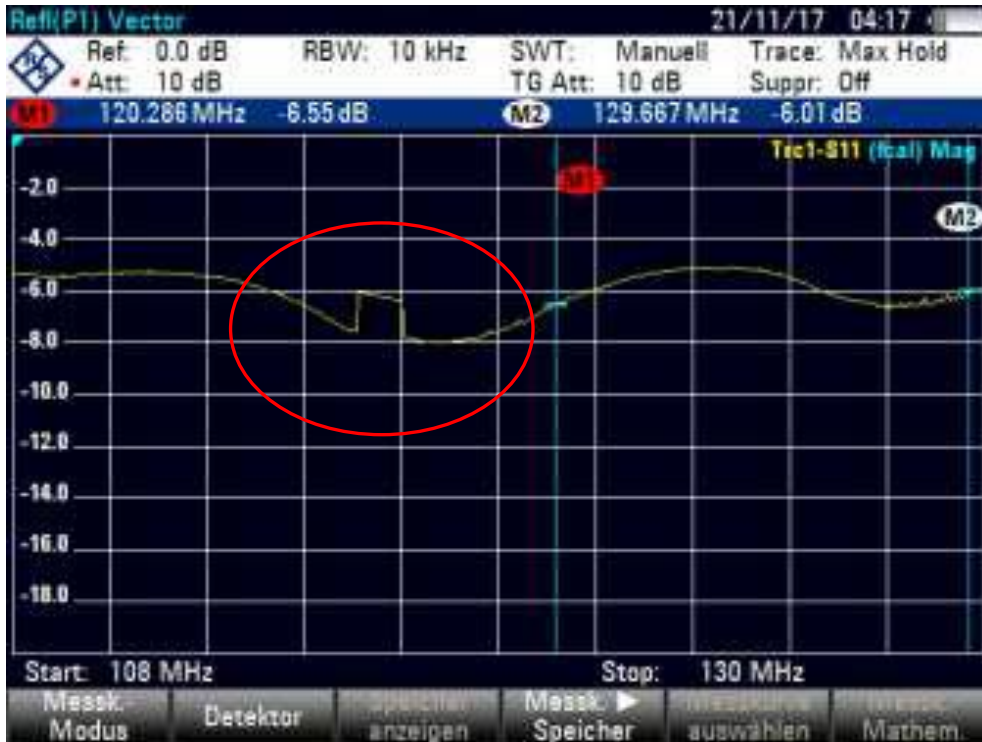 Refl(P1) Vector 21/11/17 04:17
Ref: 0.0 dB RBW: 10 kHz SWT: Manuell Trace: Max Hold
Att: 10 dB TG Att: 10 dB Suppr: Off
M1 120.286 MHz -6.55 dB M2 129.667 MHz -6.01 dB
Trc1-S11 (fcal) Mag
M1
-2.0
M2
-4.0
-6.0
-8.0
-10.0
-12.0
-14.0
-16.0
-18.0
Start: 108 MHz Stop: 130 MHz
Messk.- Messk. ▶
Modus Detektor anzeigen Speicher auswählen Mathem.